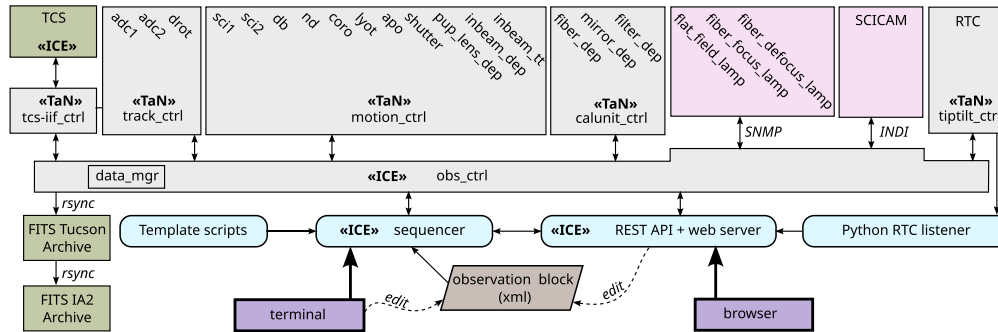 TCS
«ICE»
adc1
adc2
drot
sci1
sci2
db
nd
coro
lyot
apo
shutter
pup_lens_dep
inbeam_dep
inbeam_tt
fiber_dep
mirror_dep
filter_dep
flat_field_lamp
fiber_focus_lamp
fiber_defocus_lamp
SCICAM
RTC
«TaN»
tcs-iif_ctrl
«TaN»
track_ctrl
«TaN»
motion_ctrl
«TaN»
calunit_ctrl
«TaN»
tiptilt_ctr
SNMP
INDI
data_mgr
«ICE» obs_ctrl
rsync
FITS Tucson
Archive
Template scripts
«ICE» sequencer
«ICE» REST API + web server
Python RTC listener
rsync
FITS IA2
Archive
observation block
(xml)
edit
edit
terminal
browser